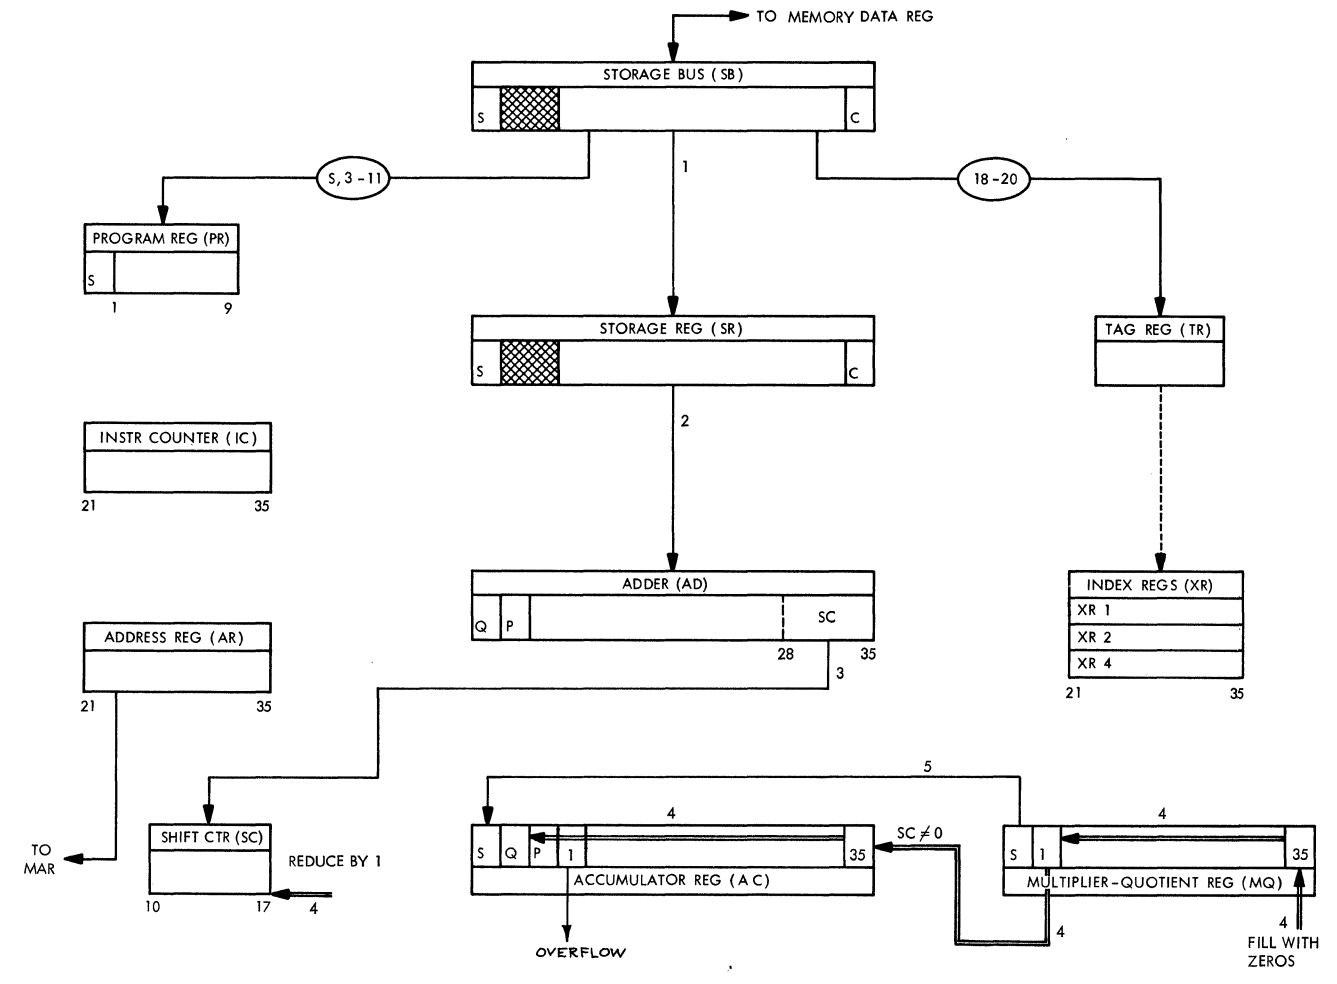 TO MEMORY DATA REG
STORAGE BUS (SB)
S
C
1
S, 3-11
18-20
PROGRAM REG (PR)
S
1
9
STORAGE REG (SR)
S
C
TAG REG (TR)
2
INSTR COUNTER (IC)
21
35
ADDER (AD)
Q
P
SC
28
35
3
INDEX REGS (XR)
XR 1
XR 2
XR 4
21
35
ADDRESS REG (AR)
21
35
TO
MAR
5
SHIFT CTR (SC)
10
17
REDUCE BY 1
4
4
S
Q
P
1
35
ACCUMULATOR REG (AC)
OVERFLOW
SC ≠ 0
4
4
S
1
35
MULTIPLIER-QUOTIENT REG (MQ)
4
FILL WITH
ZEROS